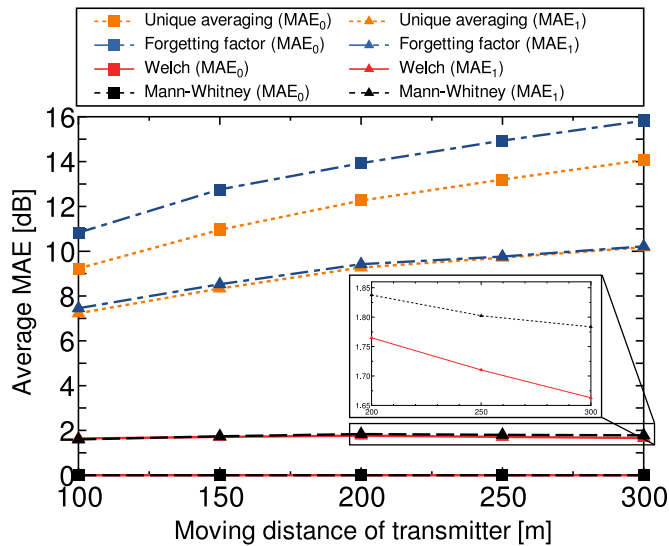 Unique averaging (MAE0)
Unique averaging (MAE1)
Forgetting factor (MAE0)
Forgetting factor (MAE1)
Welch (MAE0)
Welch (MAE1)
Mann-Whitney (MAE0)
Mann-Whitney (MAE1)
Average MAE [dB]
16
14
12
10
8
6
4
2
0
1.85
1.80
1.75
1.70
1.65
200
250
300
100
150
200
250
300
Moving distance of transmitter [m]